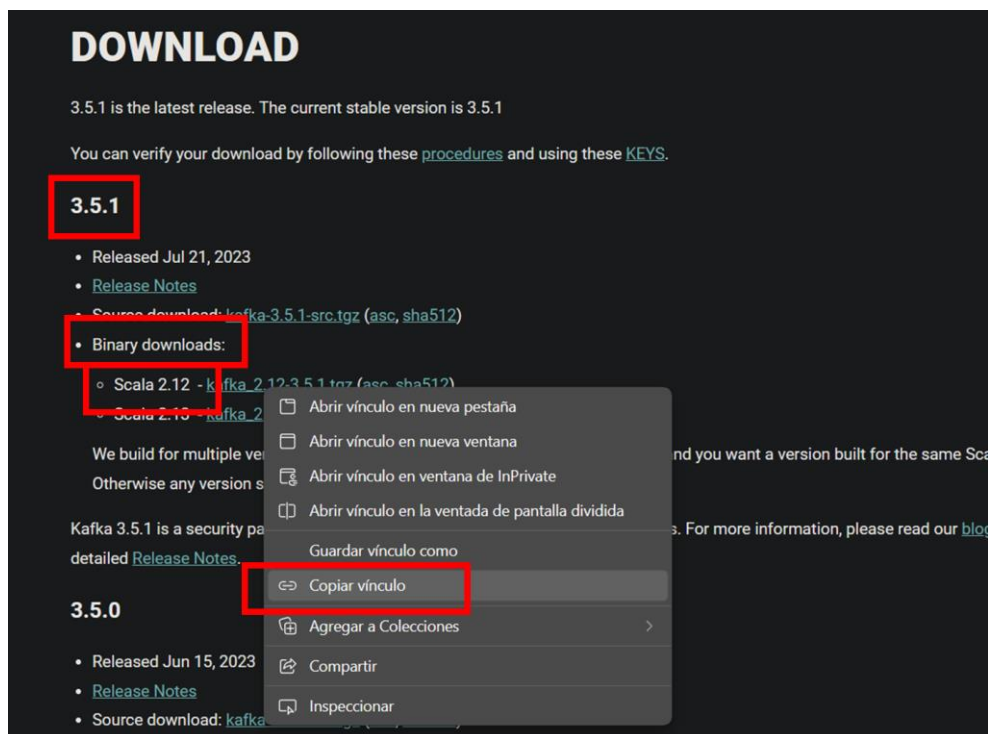 DOWNLOAD
3.5.1 is the latest release. The current stable version is 3.5.1
You can verify your download by following these procedures and using these KEYS.
3.5.1
• Released Jul 21, 2023
• Release Notes
• Source download: kafka-3.5.1-src.tgz (asc, sha512)
• Binary downloads:
◦ Scala 2.12 - kafka_2.12-3.5.1.tgz (asc, sha512)
◦ Scala 2.13 - kafka_2
Abrir vínculo en nueva pestaña
Abrir vínculo en nueva ventana
We build for multiple ve
nd you want a version built for the same Sca
Abrir vínculo en ventana de InPrivate
Otherwise any version s
Abrir vínculo en la ventada de pantalla dividida
Kafka 3.5.1 is a security pa
s. For more information, please read our blog
Guardar vínculo como
detailed Release Notes.
Copiar vínculo
3.5.0
Agregar a Colecciones
• Released Jun 15, 2023
Compartir
• Release Notes
Inspeccionar
• Source download: kafka